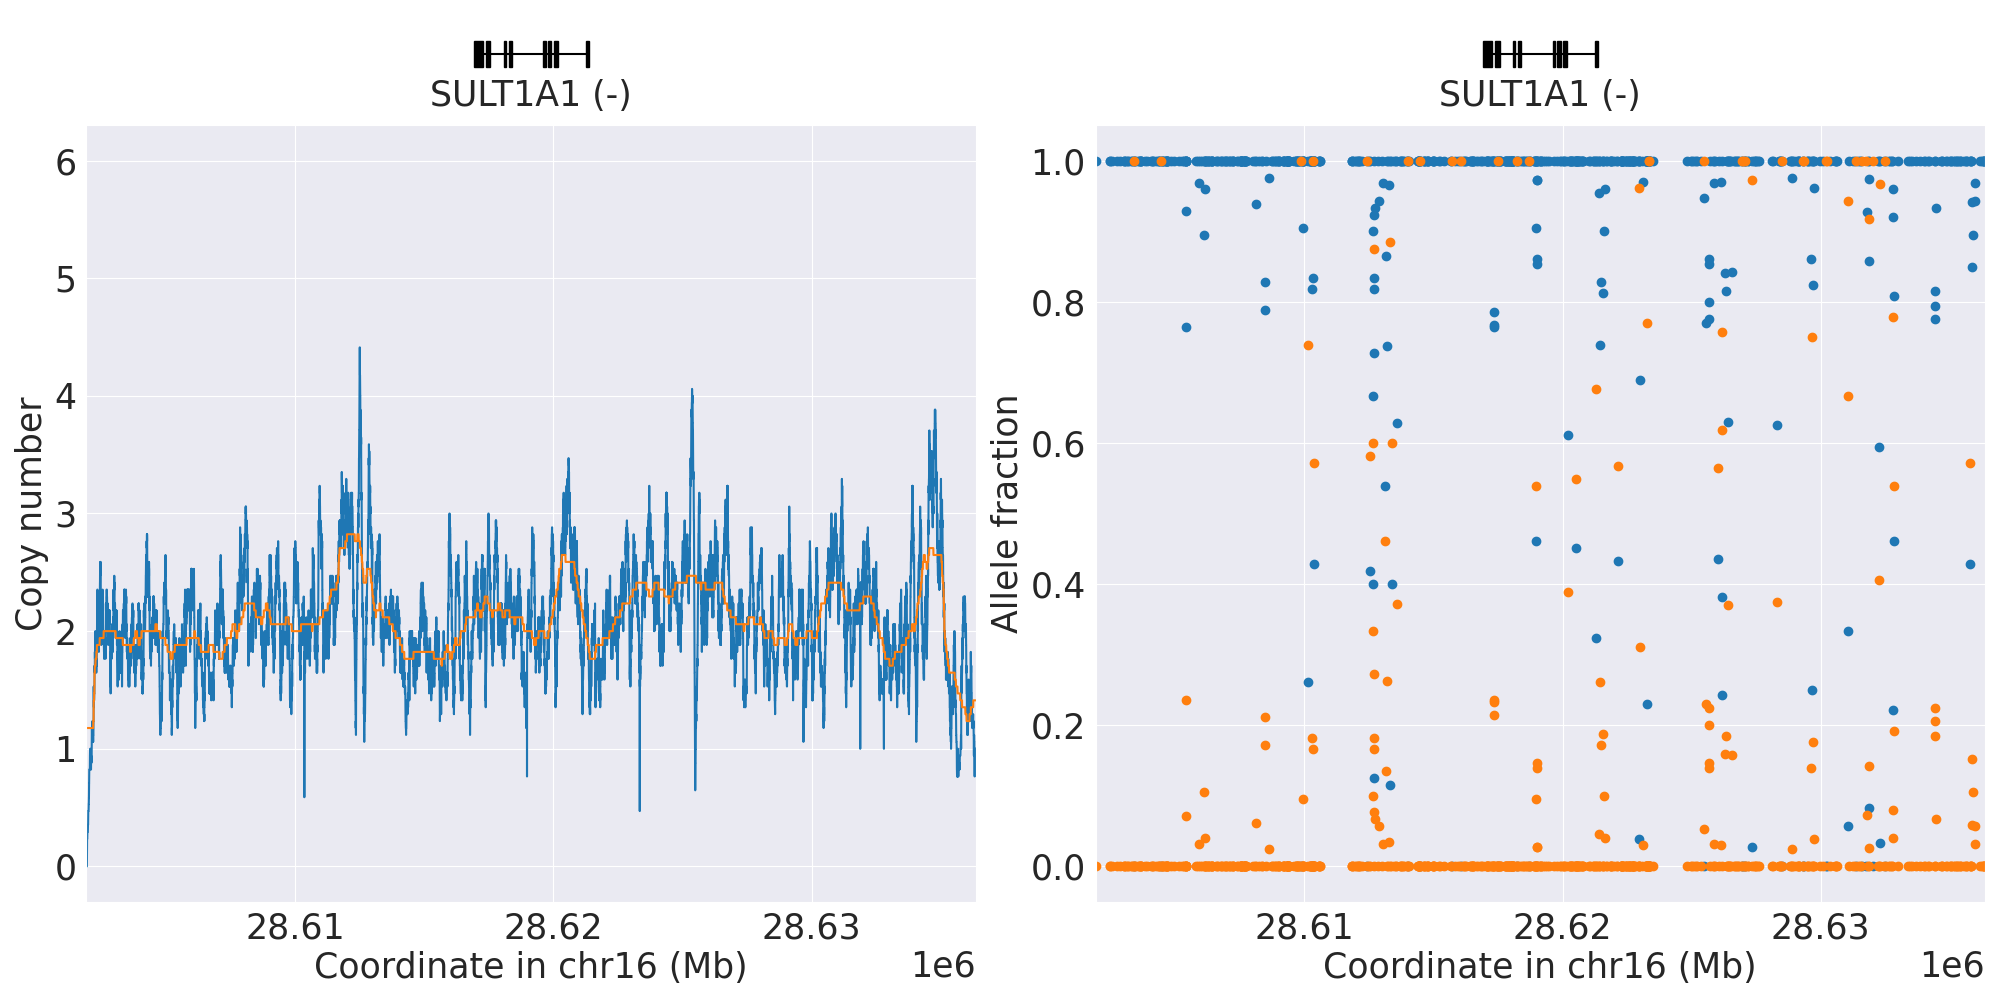 SULT1A1 (-)
6
5
4
3
2
1
0
Copy number
28.61
28.62
28.63
Coordinate in chr16 (Mb)
1e6
SULT1A1 (-)
1.0
0.8
0.6
0.4
0.2
0.0
Allele fraction
28.61
28.62
28.63
Coordinate in chr16 (Mb)
1e6